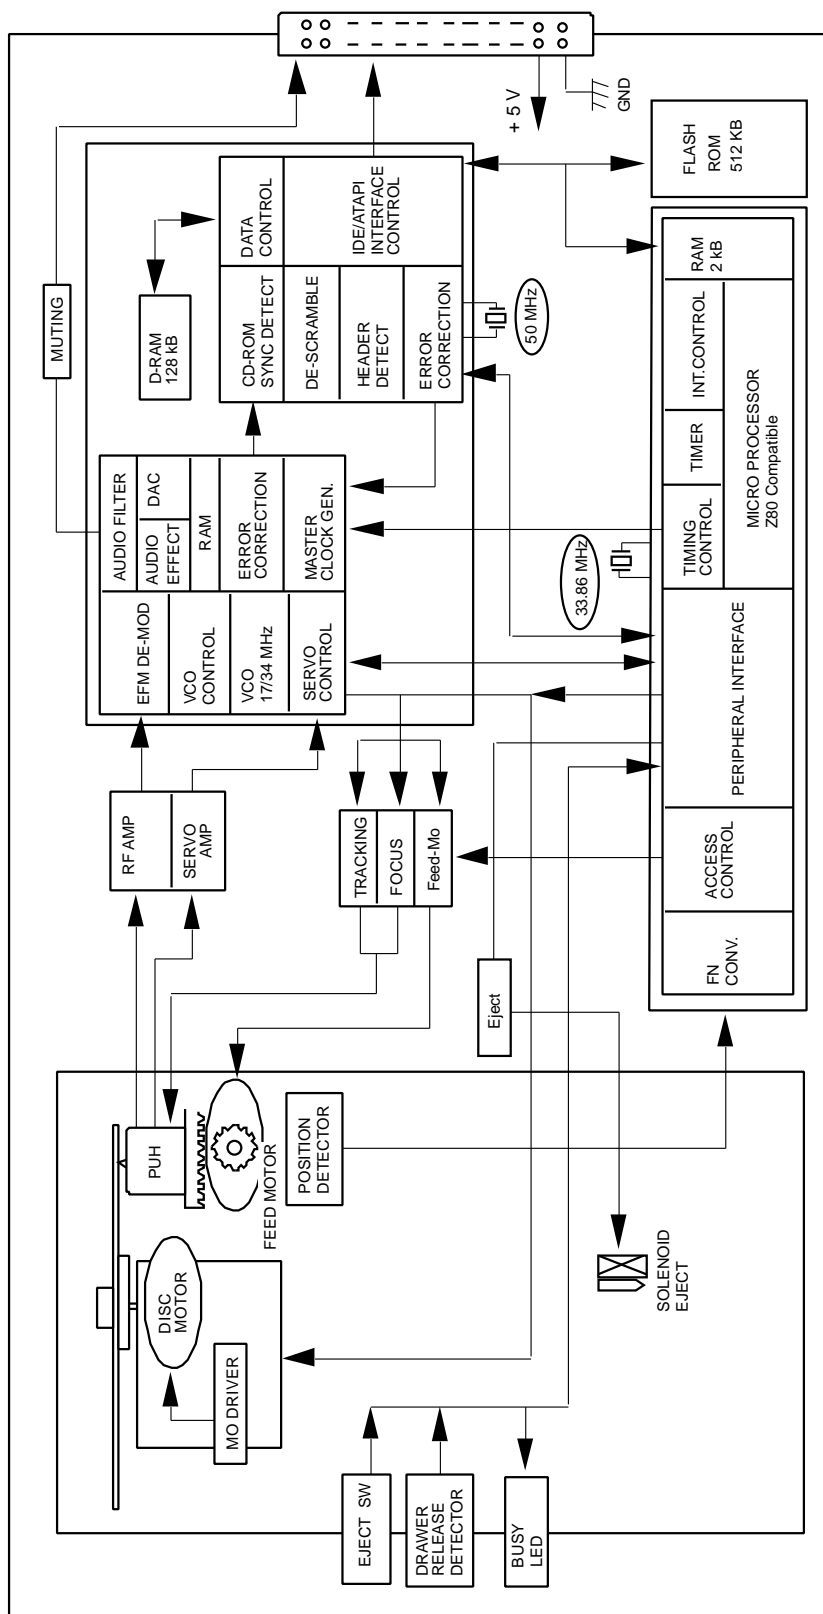 DISC
MOTOR
MO DRIVER
PUH
FEED MOTOR
POSITION
DETECTOR
EJECT SW
DRAWER
RELEASE
DETECTOR
BUSY
LED
SOLENOID
EJECT
Eject
RF AMP
SERVO
AMP
TRACKING
FOCUS
Feed-Mo
EFM DE-MOD
VCO
CONTROL
VCO
17/34 MHz
SERVO
CONTROL
AUDIO FILTER
AUDIO
EFFECT
DAC
RAM
ERROR
CORRECTION
MASTER
CLOCK GEN.
MUTING
D-RAM
128 kB
CD-ROM
SYNC DETECT
DE-SCRAMBLE
HEADER
DETECT
ERROR
CORRECTION
DATA
CONTROL
IDE/ATAPI
INTERFACE
CONTROL
50 MHz
33.86 MHz
+ 5 V
GND
FLASH
ROM
512 KB
FN
CONV.
ACCESS
CONTROL
PERIPHERAL INTERFACE
TIMING
CONTROL
TIMER
INT.CONTROL
RAM
2 kB
MICRO PROCESSOR
Z80 Compatible